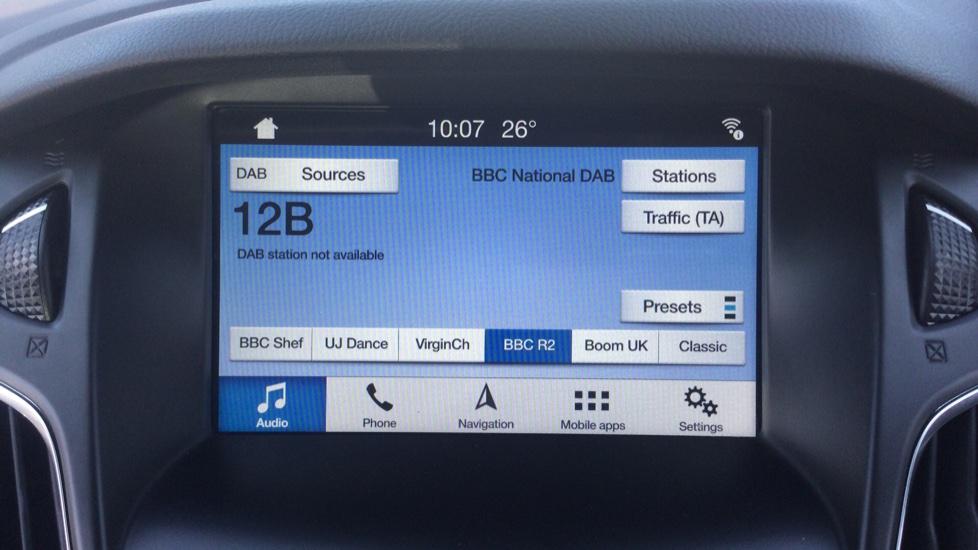 10:07 26°
DAB Sources
BBC National DAB
Stations
12B
Traffic (TA)
DAB station not available
Presets
BBC Shef
UJ Dance
VirginCh
BBC R2
Boom UK
Classic
Audio
Phone
Navigation
Mobile apps
Settings